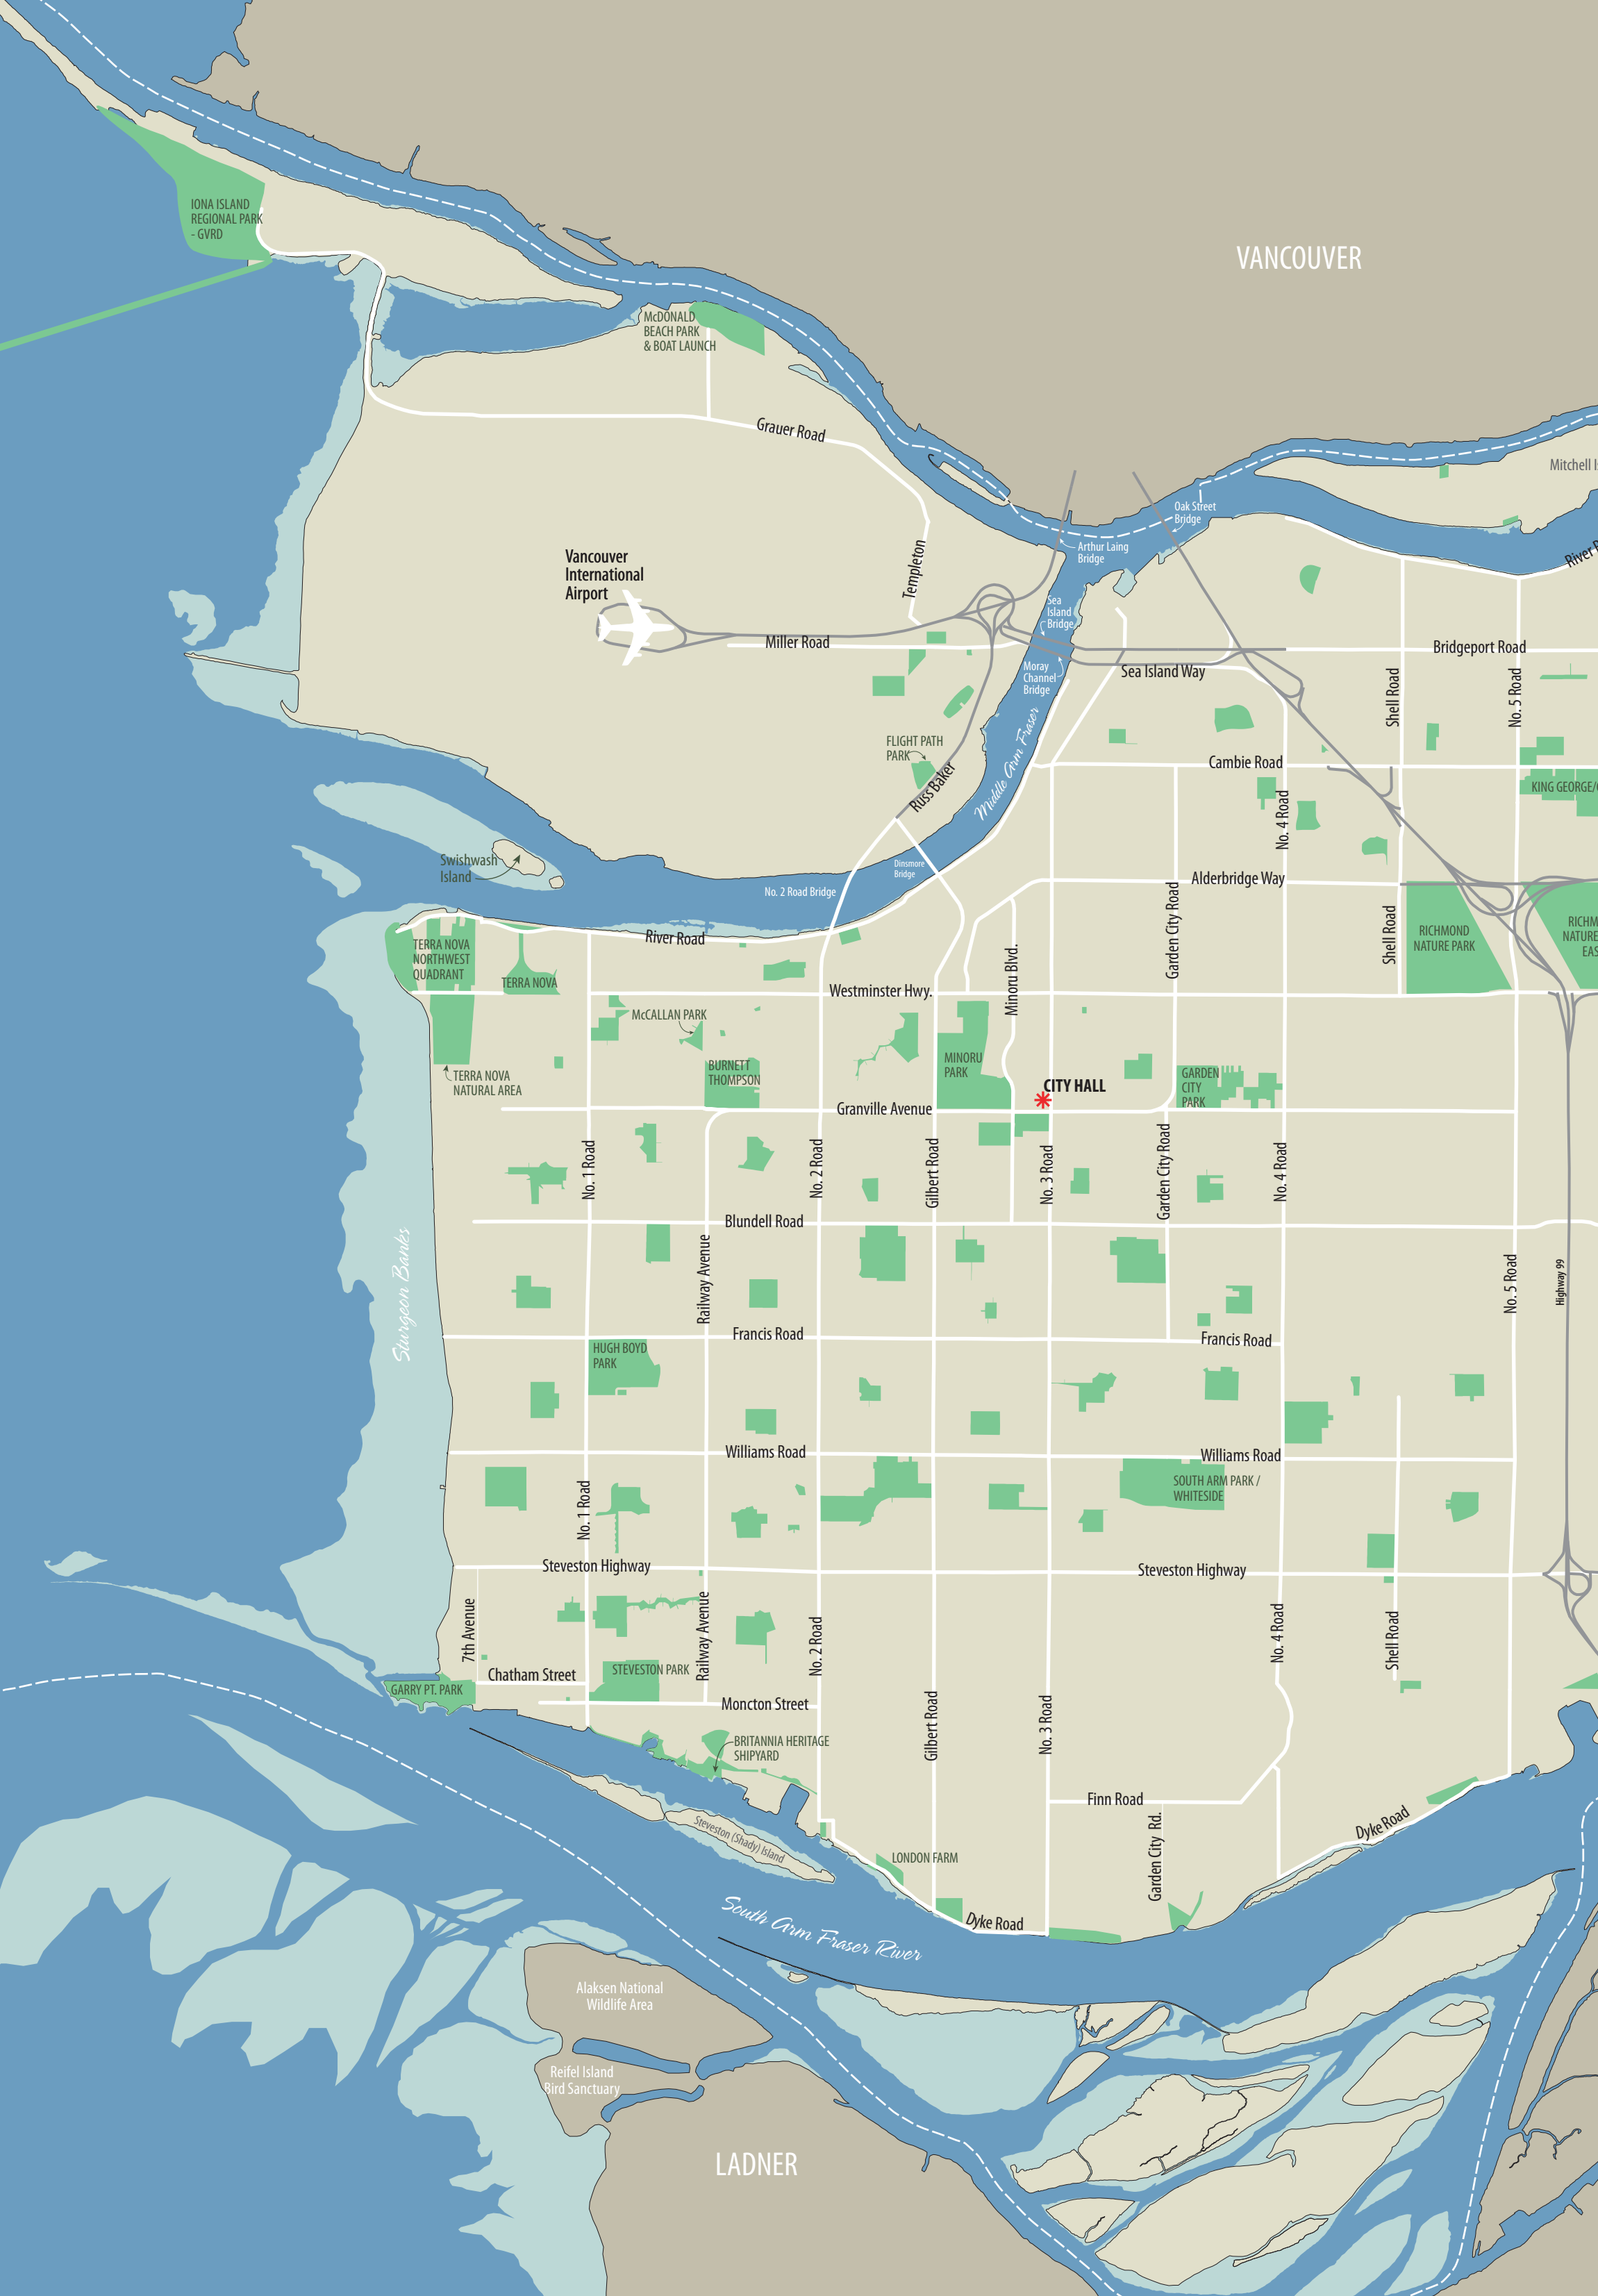 IONA ISLAND
REGIONAL PARK
- GVRD
VANCOUVER
McDONALD
BEACH PARK
& BOAT LAUNCH
Grauer Road
Mitchell
Oak Street
Bridge
Arthur Laing
Bridge
Vancouver
International
Airport
Templeton
Sea
Island
Bridge
Miller Road
Bridgeport Road
Moray
Channel
Bridge
Sea Island Way
River
Shell Road
No. 5 Road
FLIGHT PATH
PARK
Russ Baker
Middle Arm Fraser
Cambie Road
KING GEORGE/
No. 4 Road
Swishwash
Island
Dinsmore
Bridge
No. 2 Road Bridge
Alderbridge Way
Garden City Road
Shell Road
TERRA NOVA
NORTHWEST
QUADRANT
TERRA NOVA
River Road
Minoru Blvd.
RICHMOND
NATURE PARK
RICHM
NATURE
EAS
Westminster Hwy.
McCALLAN PARK
TERRA NOVA
NATURAL AREA
BURNETT
THOMPSON
MINORU
PARK
CITY HALL
GARDEN
CITY
PARK
Granville Avenue
No. 1 Road
No. 2 Road
Gilbert Road
No. 3 Road
Garden City Road
No. 4 Road
Blundell Road
Sturgeon Banks
Railway Avenue
No. 5 Road
Highway 99
Francis Road
Francis Road
HUGH BOYD
PARK
Williams Road
Williams Road
SOUTH ARM PARK /
WHITESIDE
No. 1 Road
Steveston Highway
Steveston Highway
7th Avenue
Railway Avenue
No. 2 Road
No. 4 Road
Shell Road
Chatham Street
STEVESTON PARK
GARRY PT. PARK
Moncton Street
Gilbert Road
No. 3 Road
BRITANNIA HERITAGE
SHIPYARD
Finn Road
Steveston (Shady) Island
Garden City Rd.
Dyke Road
LONDON FARM
Dyke Road
South Arm Fraser River
Alaksen National
Wildlife Area
Reifel Island
Bird Sanctuary
LADNER